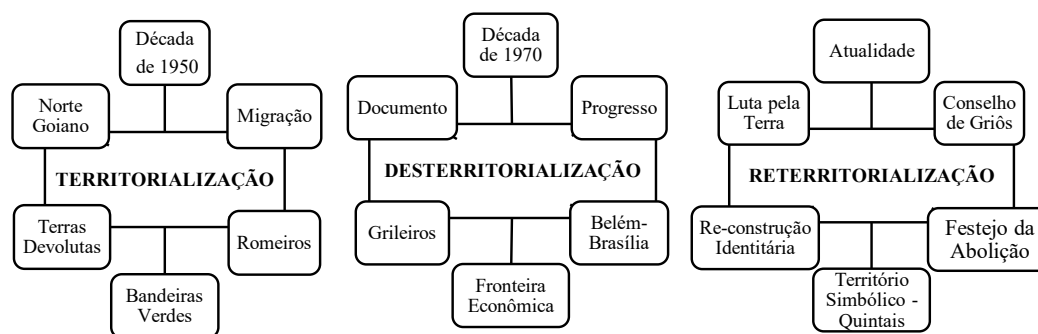 Década
de 1950
Norte
Goiano
Migração
TERRITORIALIZAÇÃO
Terras
Devolutas
Romeiros
Bandeiras
Verdes
Década
de 1970
Documento
Progresso
DESTERRITORIALIZAÇÃO
Grileiros
Belém-
Brasília
Fronteira
Econômica
Atualidade
Luta pela
Terra
Conselho
de Griôs
RETERRITORIALIZAÇÃO
Re-construção
Identitária
Festejo da
Abolição
Território
Simbólico -
Quintais